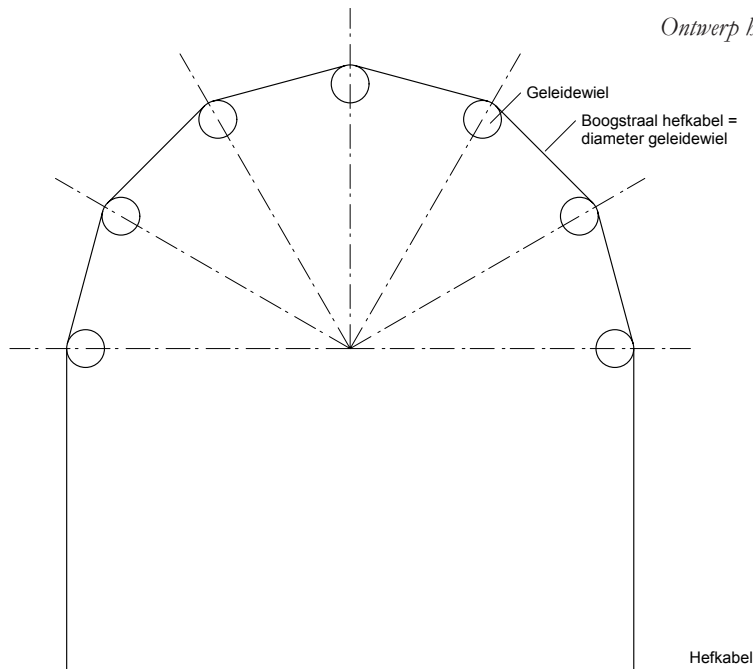 Ontwerp
Geleidewiel
Boogstraal hefkabel =
diameter geleidewiel
Hefkabel